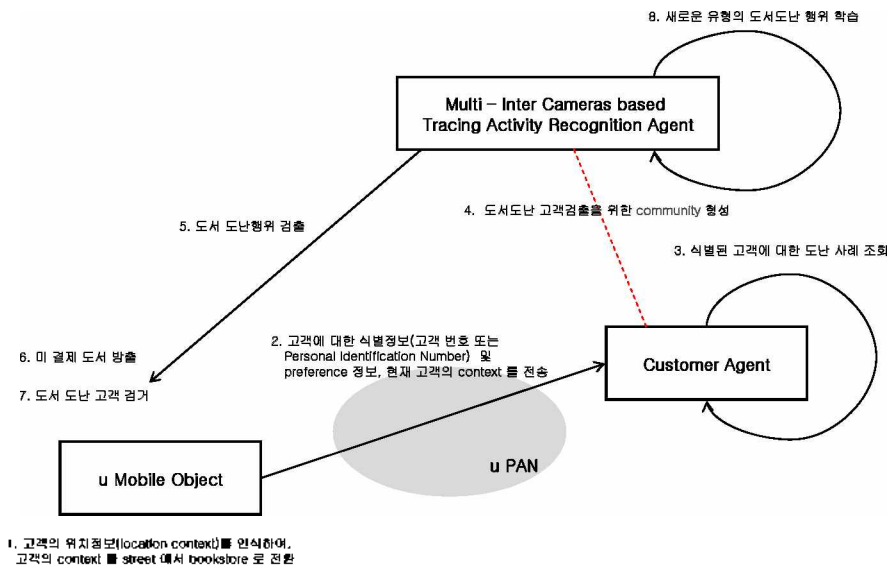 8. 새로운 유형의 도서도난 행위 학습
Multi - Inter Cameras based
Tracing Activity Recognition Agent
5. 도서 도난행위 검출
4. 도서도난 고객검출을 위한 community 형성
3. 식별된 고객에 대한 도난 사례 조회
2. 고객에 대한 식별정보(고객 번호 또는
Personal Identification Number) 및
preference 정보, 현재 고객의 context 를 전송
Customer Agent
6. 미 결제 도서 방출
7. 도서 도난 고객 검거
u PAN
u Mobile Object
1. 고객의 위치정보(location context)를 인식하여,
고객의 context 를 street 에서 bookstore 로 전환